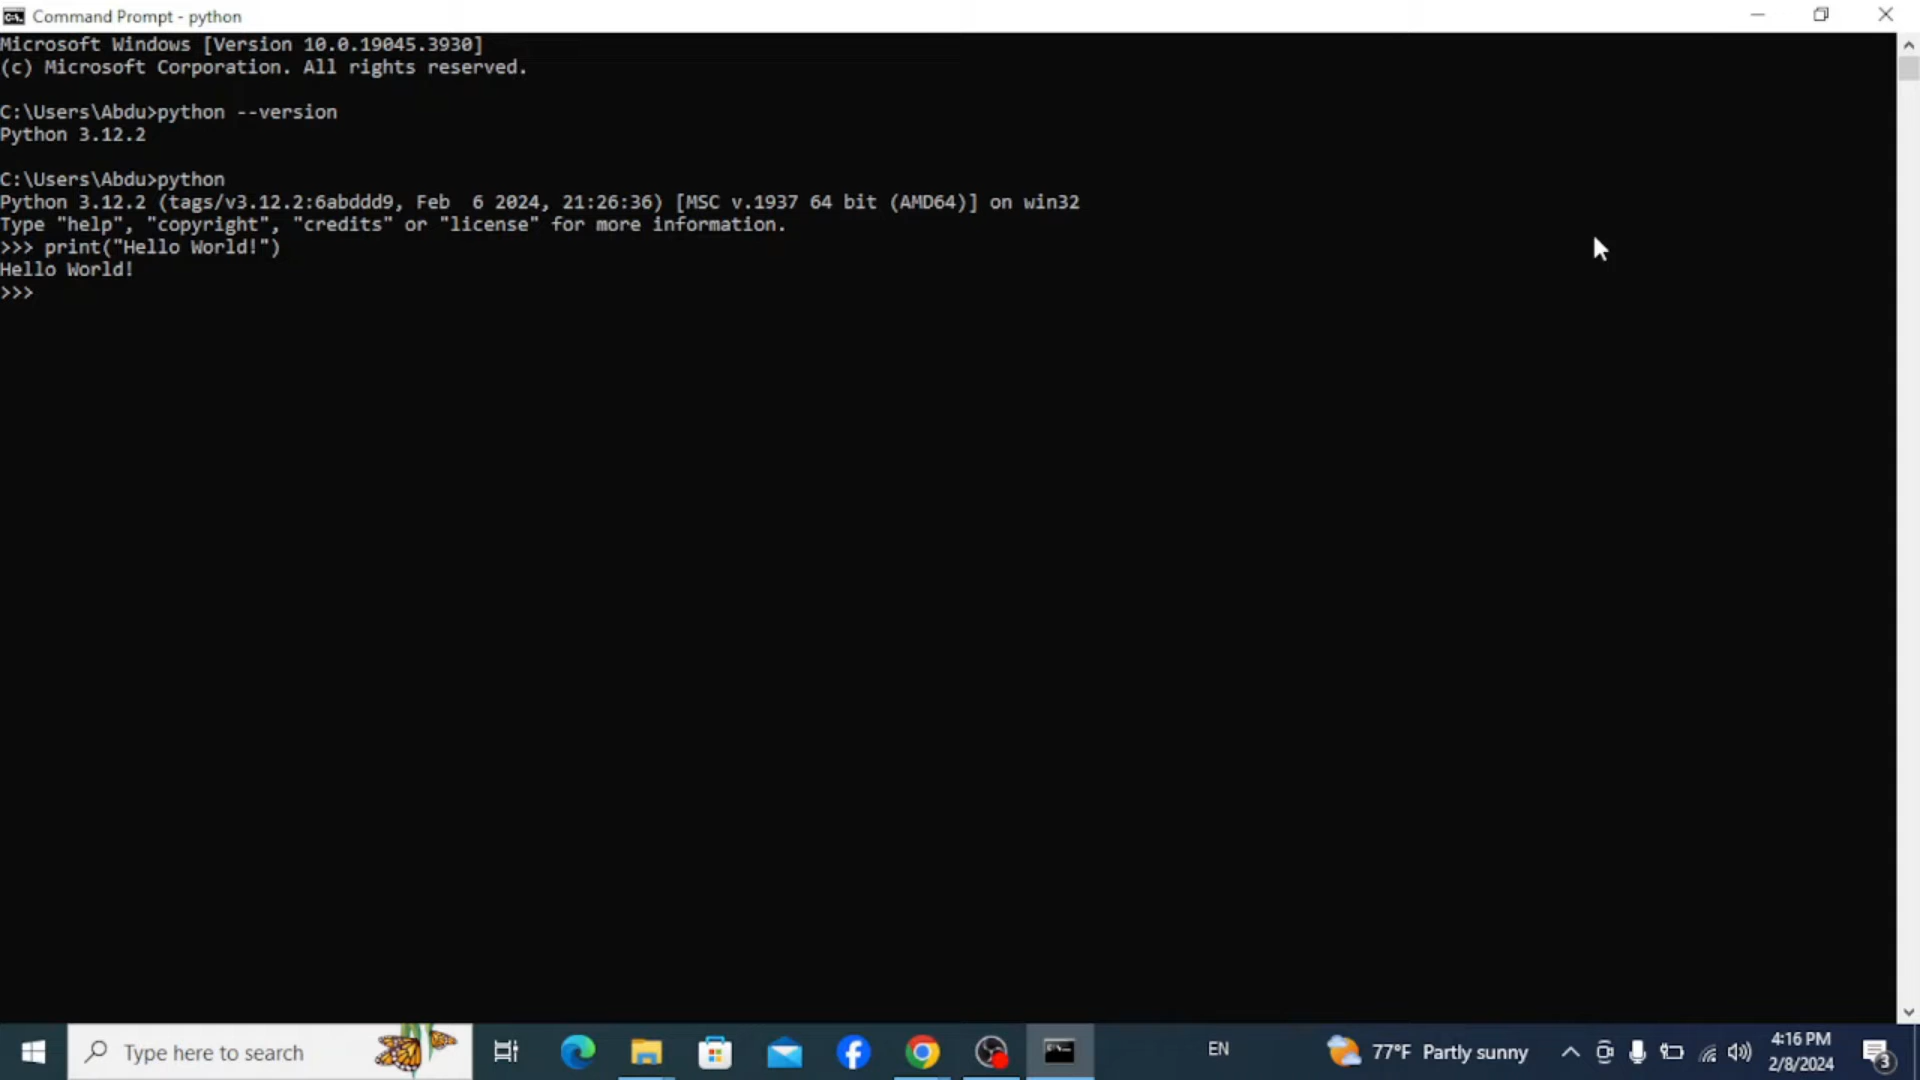 Command Prompt - python
Microsoft Windows [Version 10.0.19045.3930]
(c) Microsoft Corporation. All rights reserved.
C:\Users\Abdu>python --version
Python 3.12.2
C:\Users\Abdu>python
Python 3.12.2 (tags/v3.12.2:6abddd9, Feb  6 2024, 21:26:36) [MSC v.1937 64 bit (AMD64)] on win32
Type "help", "copyright", "credits" or "license" for more information.
>>> print("Hello World!")
Hello World!
>>>
Type here to search
EN
77°F Partly sunny
4:16 PM
2/8/2024
3